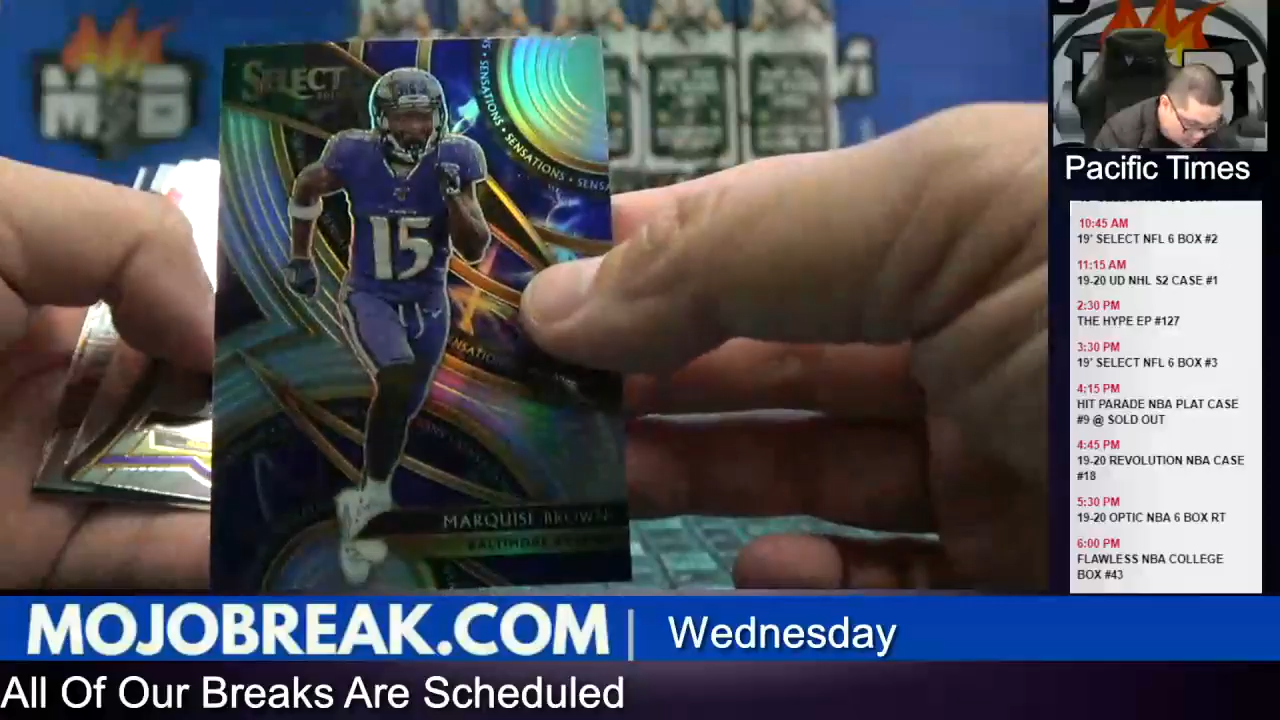 SELECT
SENSATIONS • SENSATIONS • SENSA
15
MARQUISE BROWN
BALTIMORE
M B
Pacific Times
10:45 AM
19' SELECT NFL 6 BOX #2
11:15 AM
19-20 UD NHL S2 CASE #1
2:30 PM
THE HYPE EP #127
3:30 PM
19' SELECT NFL 6 BOX #3
4:15 PM
HIT PARADE NBA PLAT CASE
#9 @ SOLD OUT
4:45 PM
19-20 REVOLUTION NBA CASE
#18
5:30 PM
19-20 OPTIC NBA 6 BOX RT
6:00 PM
FLAWLESS NBA COLLEGE
BOX #43
MOJOBREAK.COM | Wednesday
All Of Our Breaks Are Scheduled